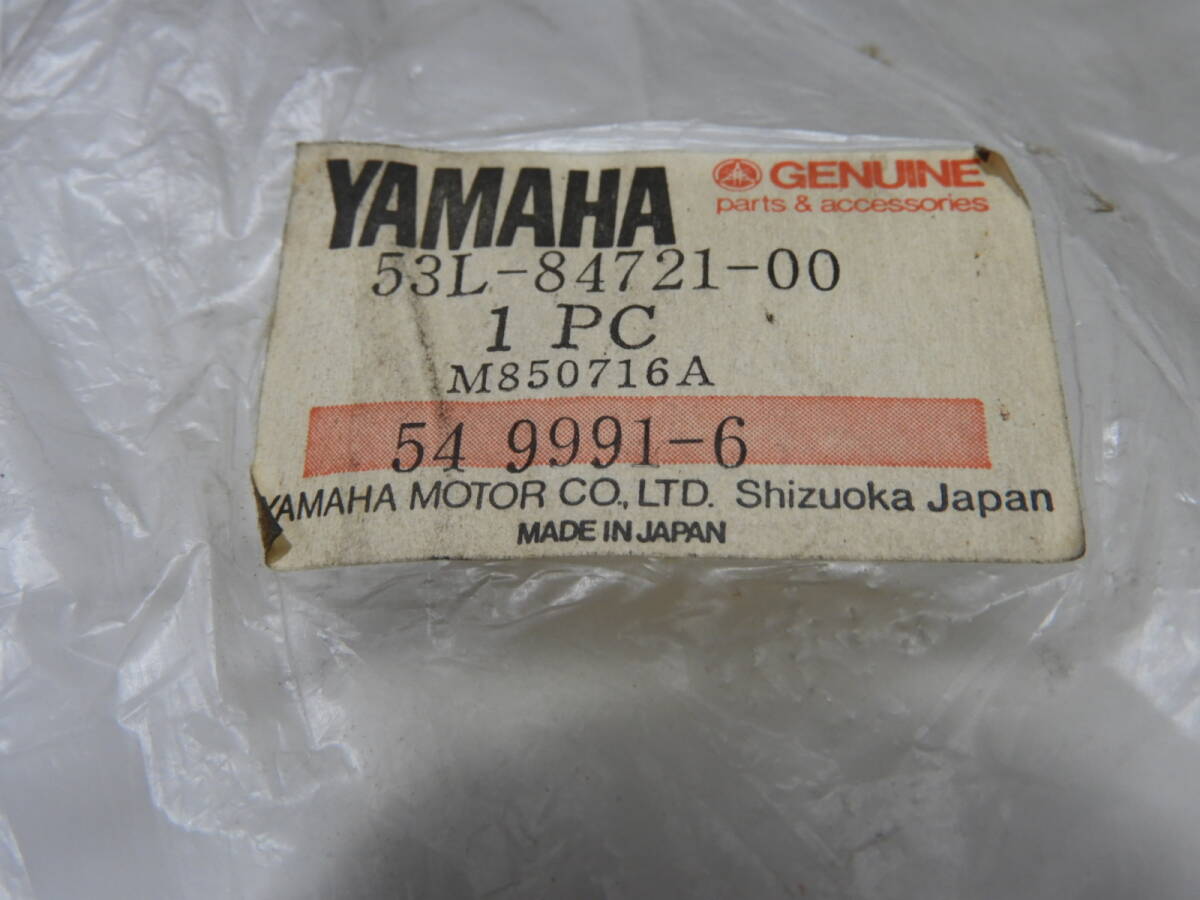 YAMAHA GENUINE
parts & accessories
53L-84721-00
1 PC
M850716A
54 9991-6
YAMAHA MOTOR CO., LTD. Shizuoka Japan
MADE IN JAPAN